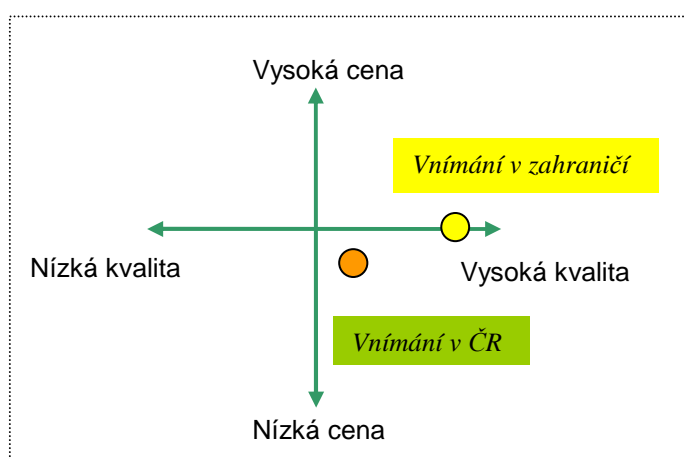 Vysoká cena
Vnímání v zahraničí
Nízká kvalita
Vysoká kvalita
Vnímání v ČR
Nízká cena